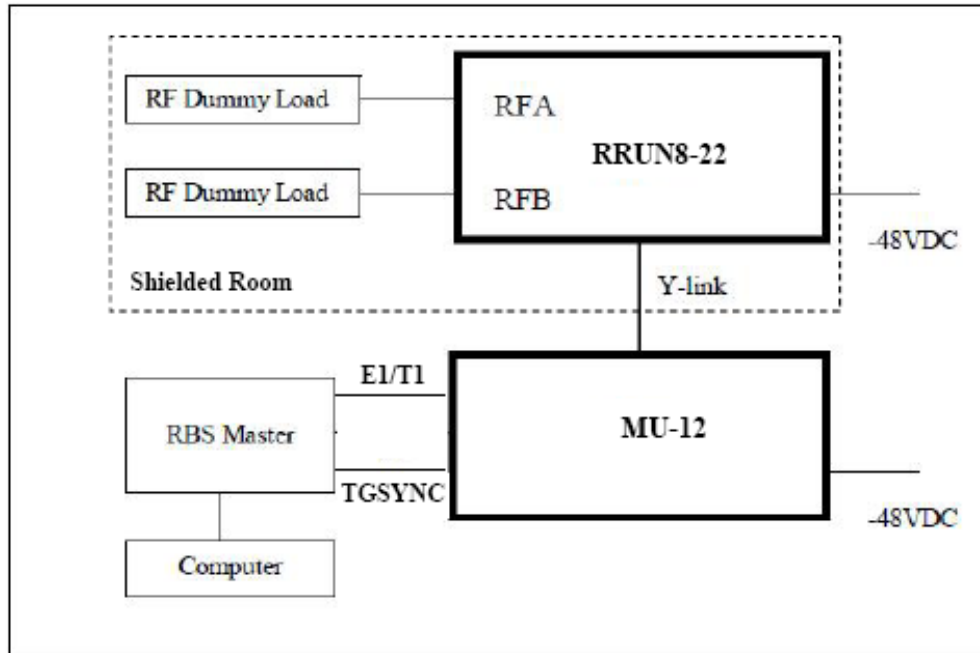 RF Dummy Load
RFA
RRUN8-22
RF Dummy Load
RFB
-48VDC
Shielded Room
Y-link
E1/T1
RBS Master
MU-12
TGSYNC
-48VDC
Computer